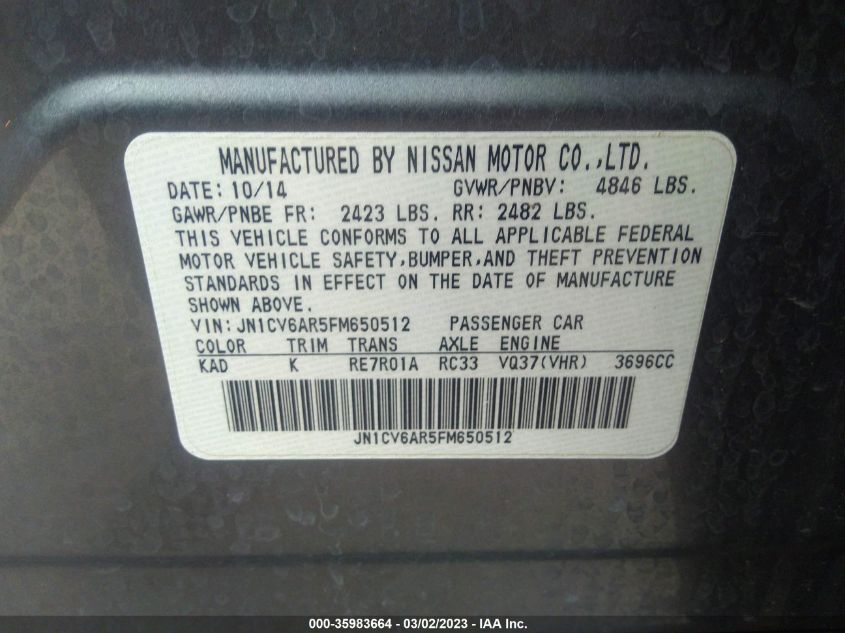 MANUFACTURED BY NISSAN MOTOR CO.,LTD.
DATE: 10/14 GVWR/PNBV: 4846 LBS.
GAWR/PNBE FR: 2423 LBS. RR: 2482 LBS.
THIS VEHICLE CONFORMS TO ALL APPLICABLE FEDERAL
MOTOR VEHICLE SAFETY,BUMPER,AND THEFT PREVENTION
STANDARDS IN EFFECT ON THE DATE OF MANUFACTURE
SHOWN ABOVE.
VIN: JN1CV6AR5FM650512 PASSENGER CAR
COLOR TRIM TRANS AXLE ENGINE
KAD K RE7R01A RC33 VQ37(VHR) 3696CC
JN1CV6AR5FM650512
000-35983664 - 03/02/2023 - IAA Inc.